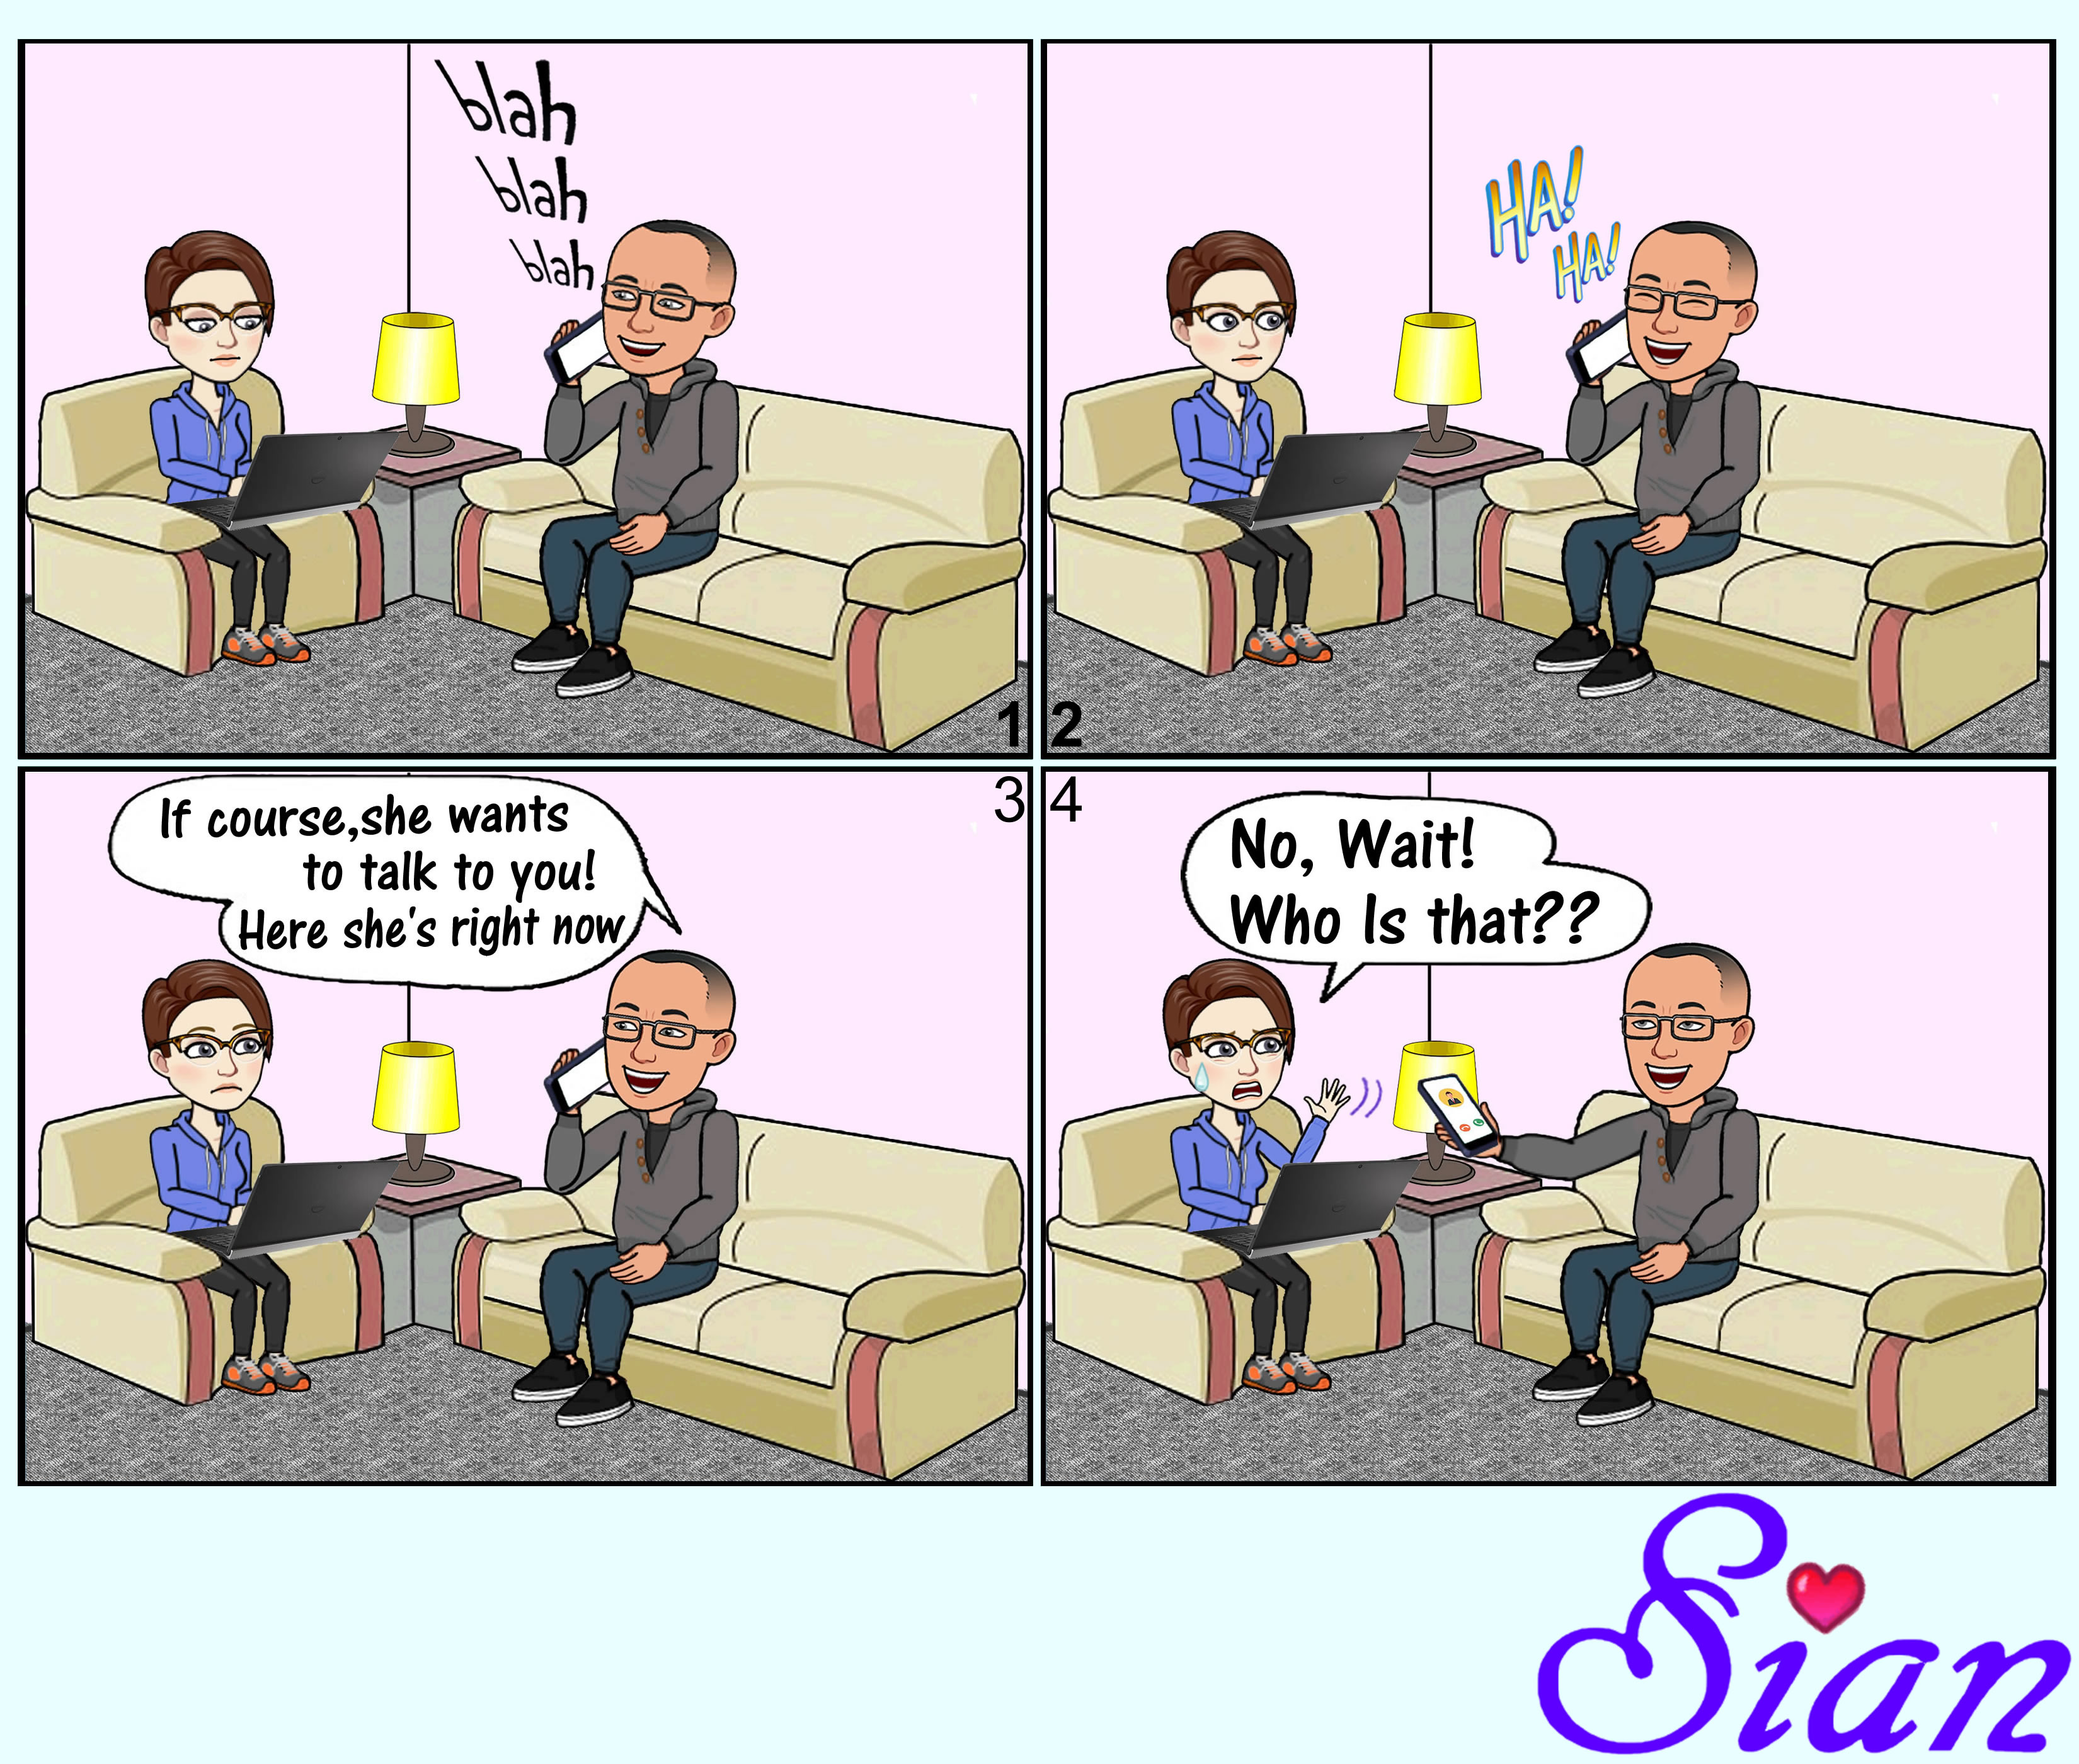 blah
blah
blah
1
HA!
HA!
2
If course,she wants
to talk to you!
Here she's right now
3
4
No, Wait!
Who Is that??
Sian